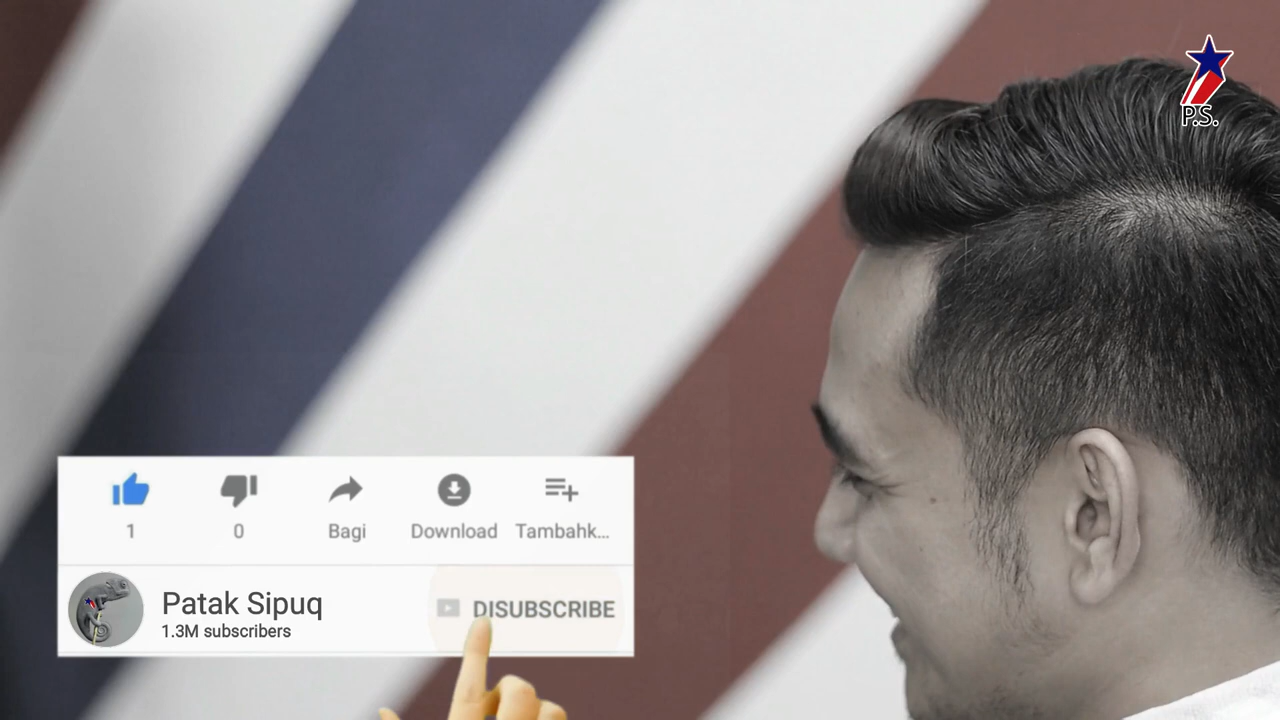 P.S.
1
0
Bagi
Download
Tambahk...
Patak Sipuq
1.3M subscribers
DISUBSCRIBE